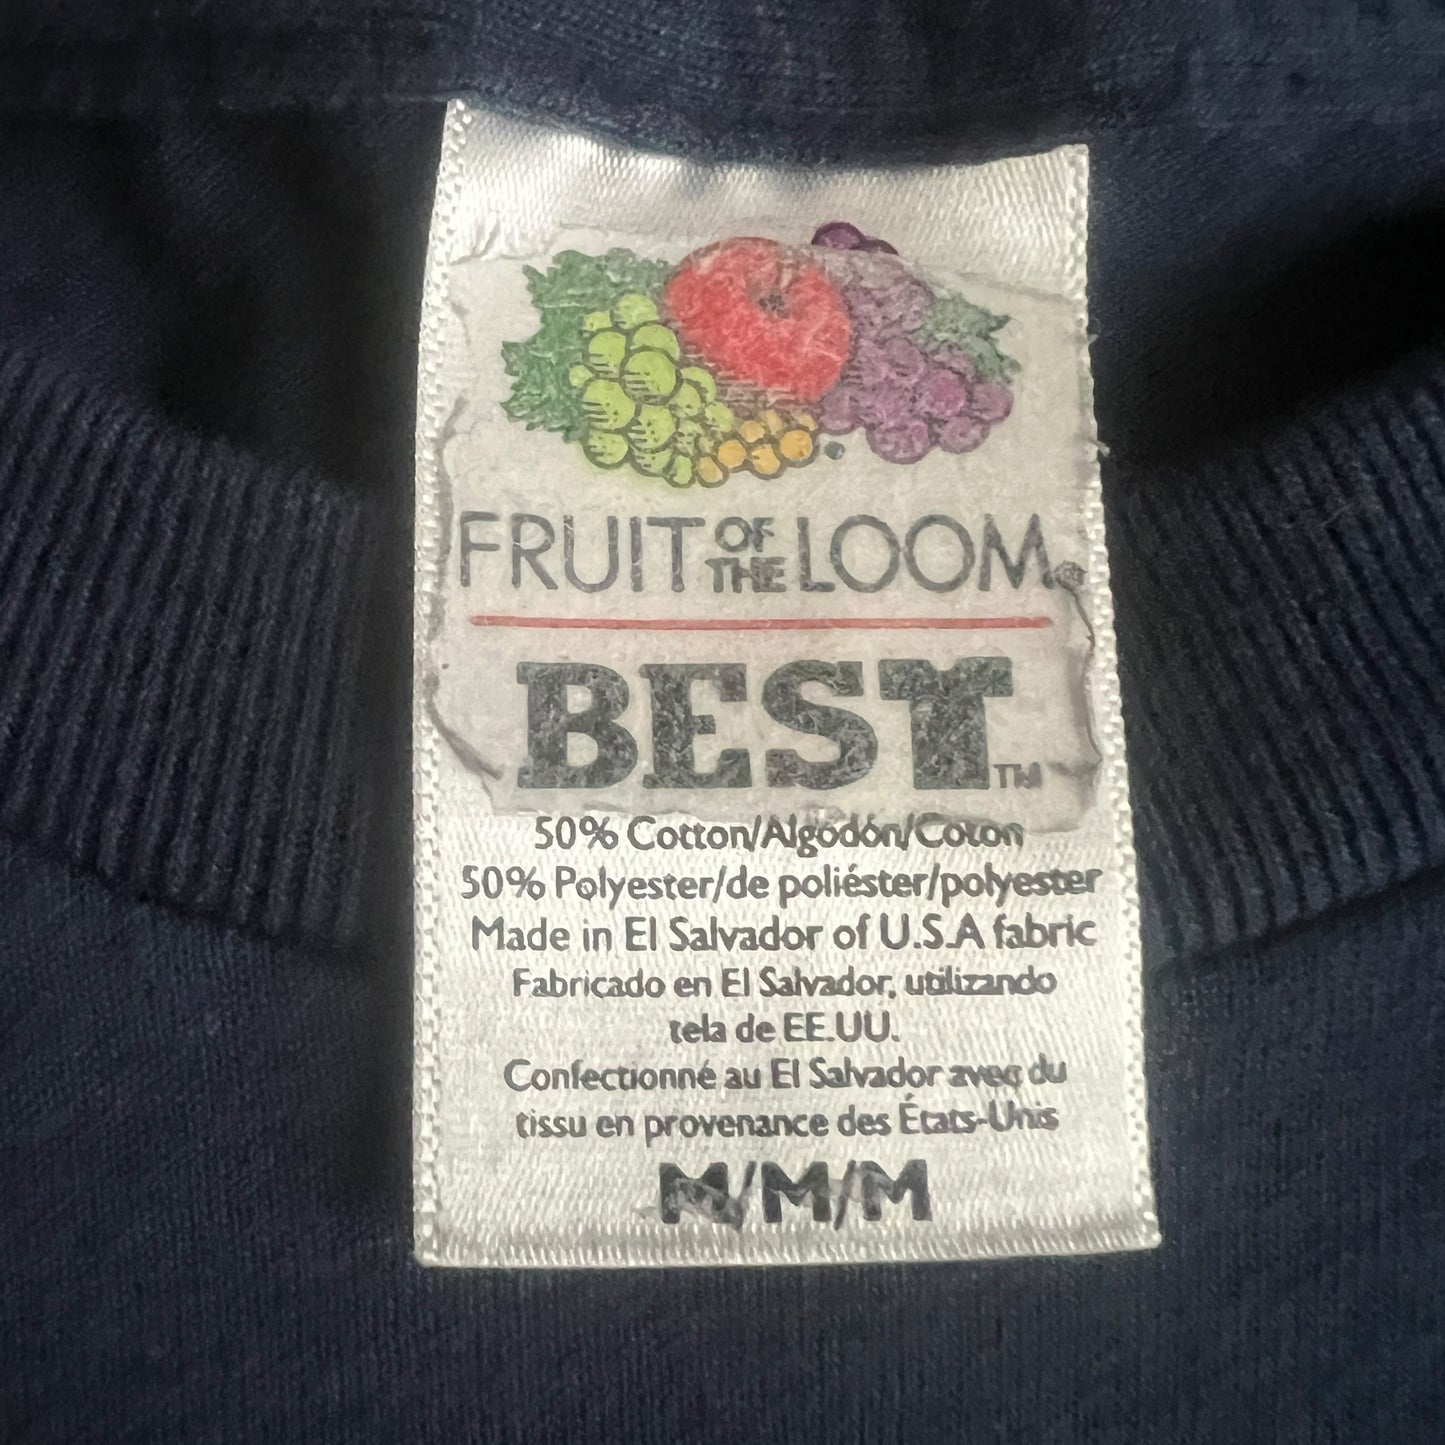 FRUIT OF THE LOOM®
BEST™
50% Cotton/Algodón/Coton
50% Polyester/de poliéster/polyester
Made in El Salvador of U.S.A fabric
Fabricado en El Salvador, utilizando
tela de EE.UU.
Confectionné au El Salvador avec du
tissu en provenance des États-Unis
M/M/M